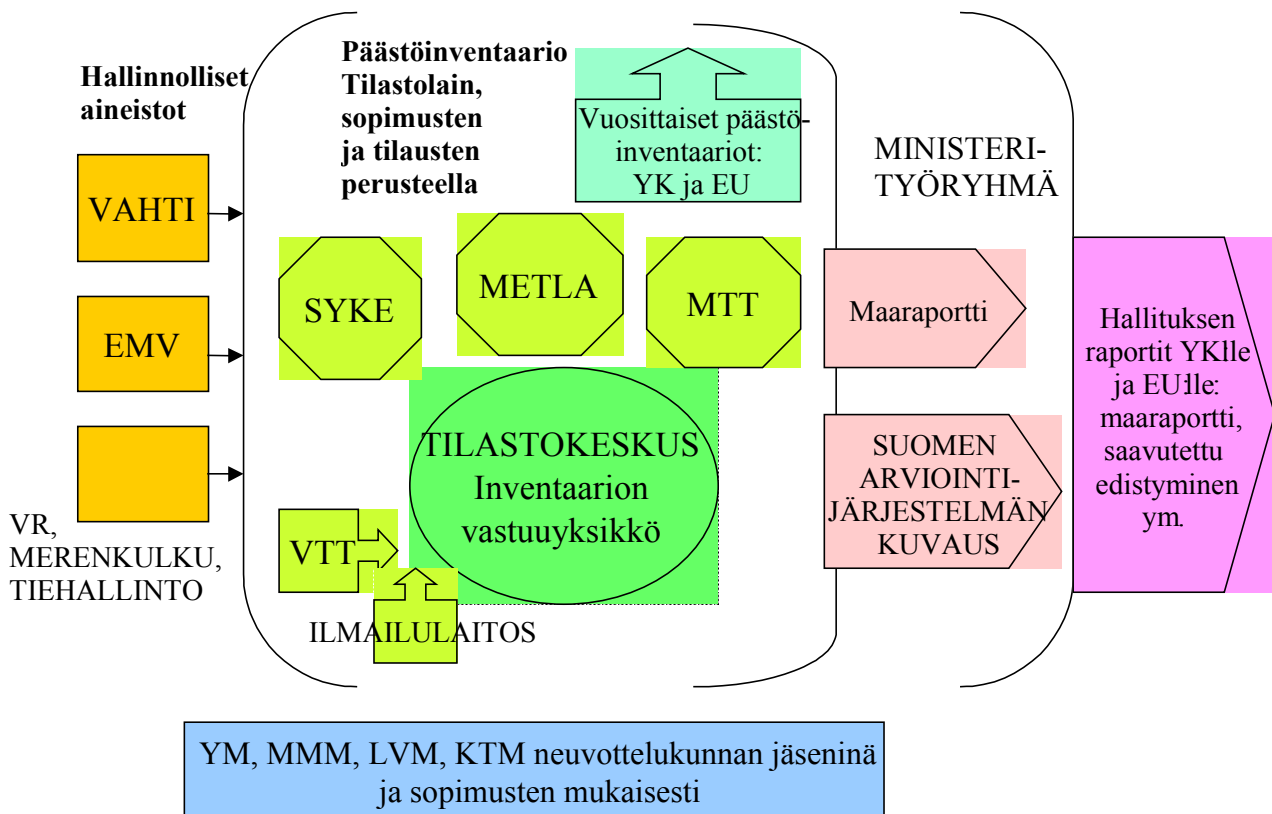 Hallinnolliset
aineistot
VAHTI
EMV
VR,
MERENKULKU,
TIEHALLINTO
Päästöinventaario
Tilastolain,
sopimusten
ja tilausten
perusteella
Vuosittaiset päästö-
inventaariot:
YK ja EU
SYKE
METLA
MTT
TILASTOKESKUS
Inventaarion
vastuuyksikkö
VTT
ILMAILULAITOS
MINISTERI-
TYÖRYHMÄ
Maaraportti
SUOMEN
ARVIOINTI-
JÄRJESTELMÄN
KUVAUS
Hallituksen
raportit YK:lle
ja EU:lle:
maaraportti,
saavutettu
edistyminen
ym.
YM, MMM, LVM, KTM neuvottelukunnan jäseninä
ja sopimusten mukaisesti